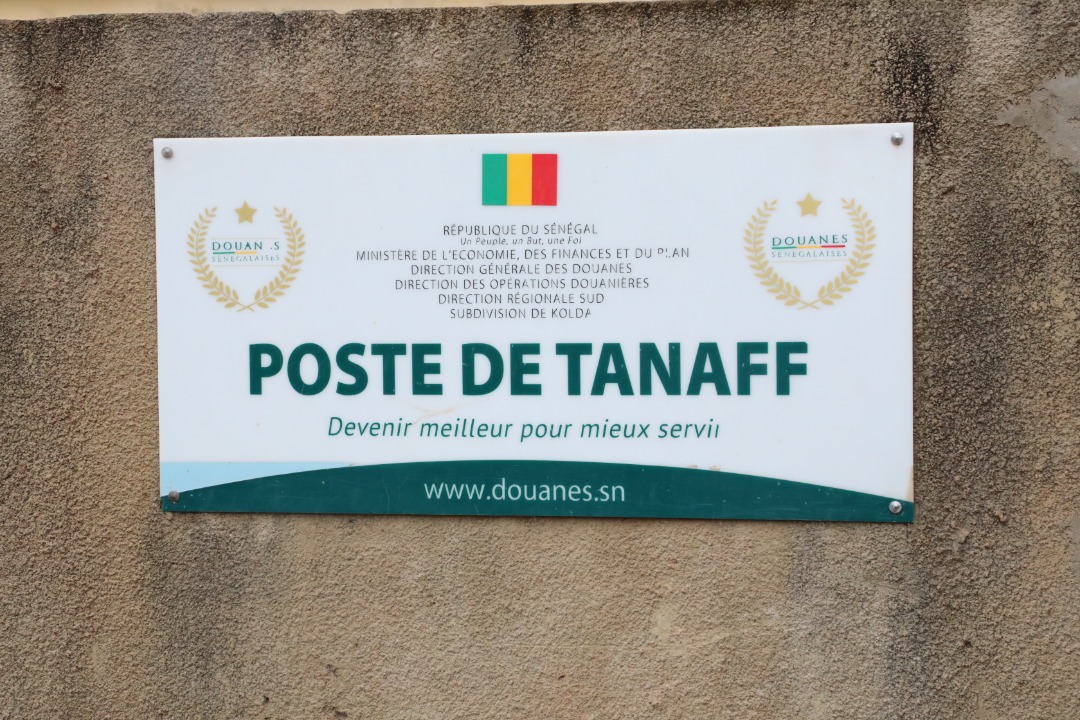 RÉPUBLIQUE DU SÉNÉGAL
Un Peuple, un But, une Foi
MINISTÈRE DE L'ECONOMIE, DES FINANCES ET DU PLAN
DIRECTION GÉNÉRALE DES DOUANES
DIRECTION DES OPÉRATIONS DOUANIÈRES
DIRECTION RÉGIONALE SUD
SUBDIVISION DE KOLDA
DOUANES
SÉNÉGALAISES
DOUANES
SÉNÉGALAISES
POSTE DE TANAFF
Devenir meilleur pour mieux servir
www.douanes.sn